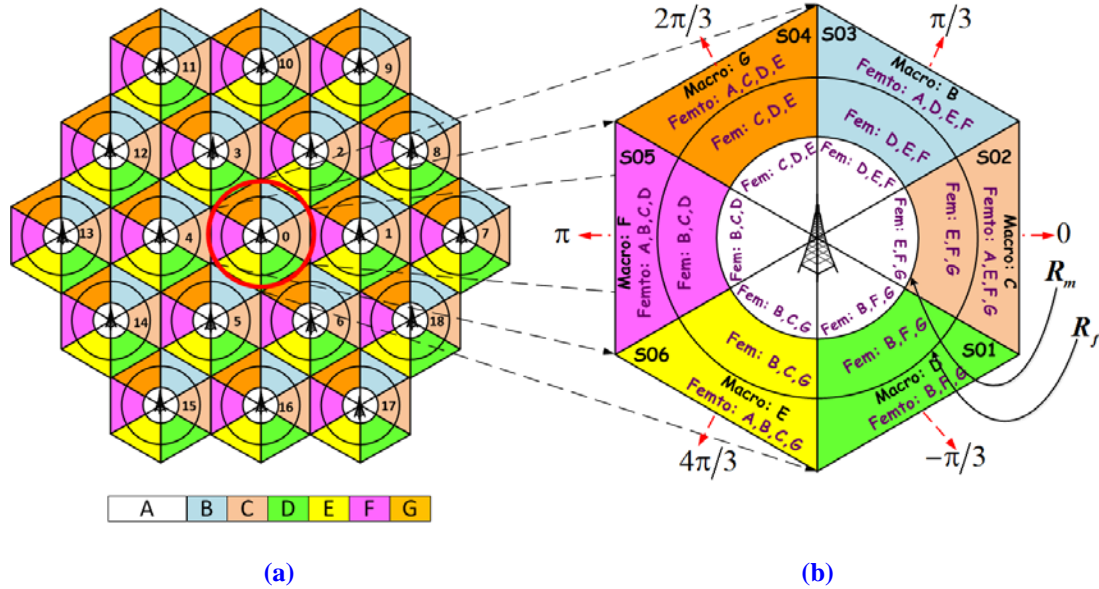 11
10
9
12
3
2
8
13
4
0
1
7
14
5
6
18
15
16
17
A B C D E F G
(a)
2π/3
π/3
S04
S03
Macro: G
Femto: A,C,D,E
Fem: C,D,E
Fem: C,D,E
Macro: B
Femto: A,D,E,F
Fem: D,E,F
Fem: D,E,F
S05
Macro: F
Femto: A,B,C,D
Fem: B,C,D
Fem: B,C,D
π
S02
Macro: C
Femto: A,E,F,G
Fem: E,F,G
Fem: E,F,G
0
Rm
Rf
S06
Macro: E
Femto: A,B,C,G
Fem: B,C,G
Fem: B,C,G
S01
Macro: D
Femto: B,F,G
Fem: B,F,G
Fem: B,F,G
4π/3
−π/3
(b)